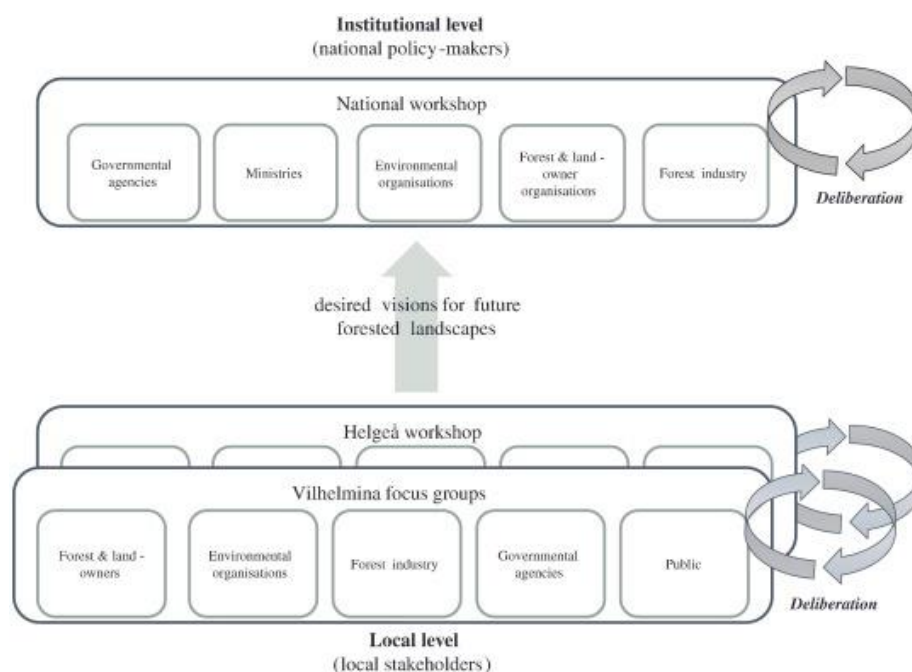 Institutional level
(national policy-makers)
National workshop
Governmental
agencies
Ministries
Environmental
organisations
Forest & land -
owner
organisations
Forest industry
Deliberation
desired visions for future
forested landscapes
Helgeå workshop
Vilhelmina focus groups
Forest & land -
owners
Environmental
organisations
Forest industry
Governmental
agencies
Public
Deliberation
Local level
(local stakeholders)